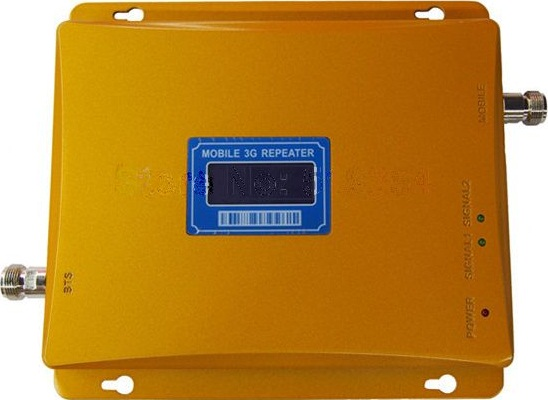 MOBILE 3G REPEATER
MOBILE
SIGNAL2
SIGNAL1
POWER
BTS